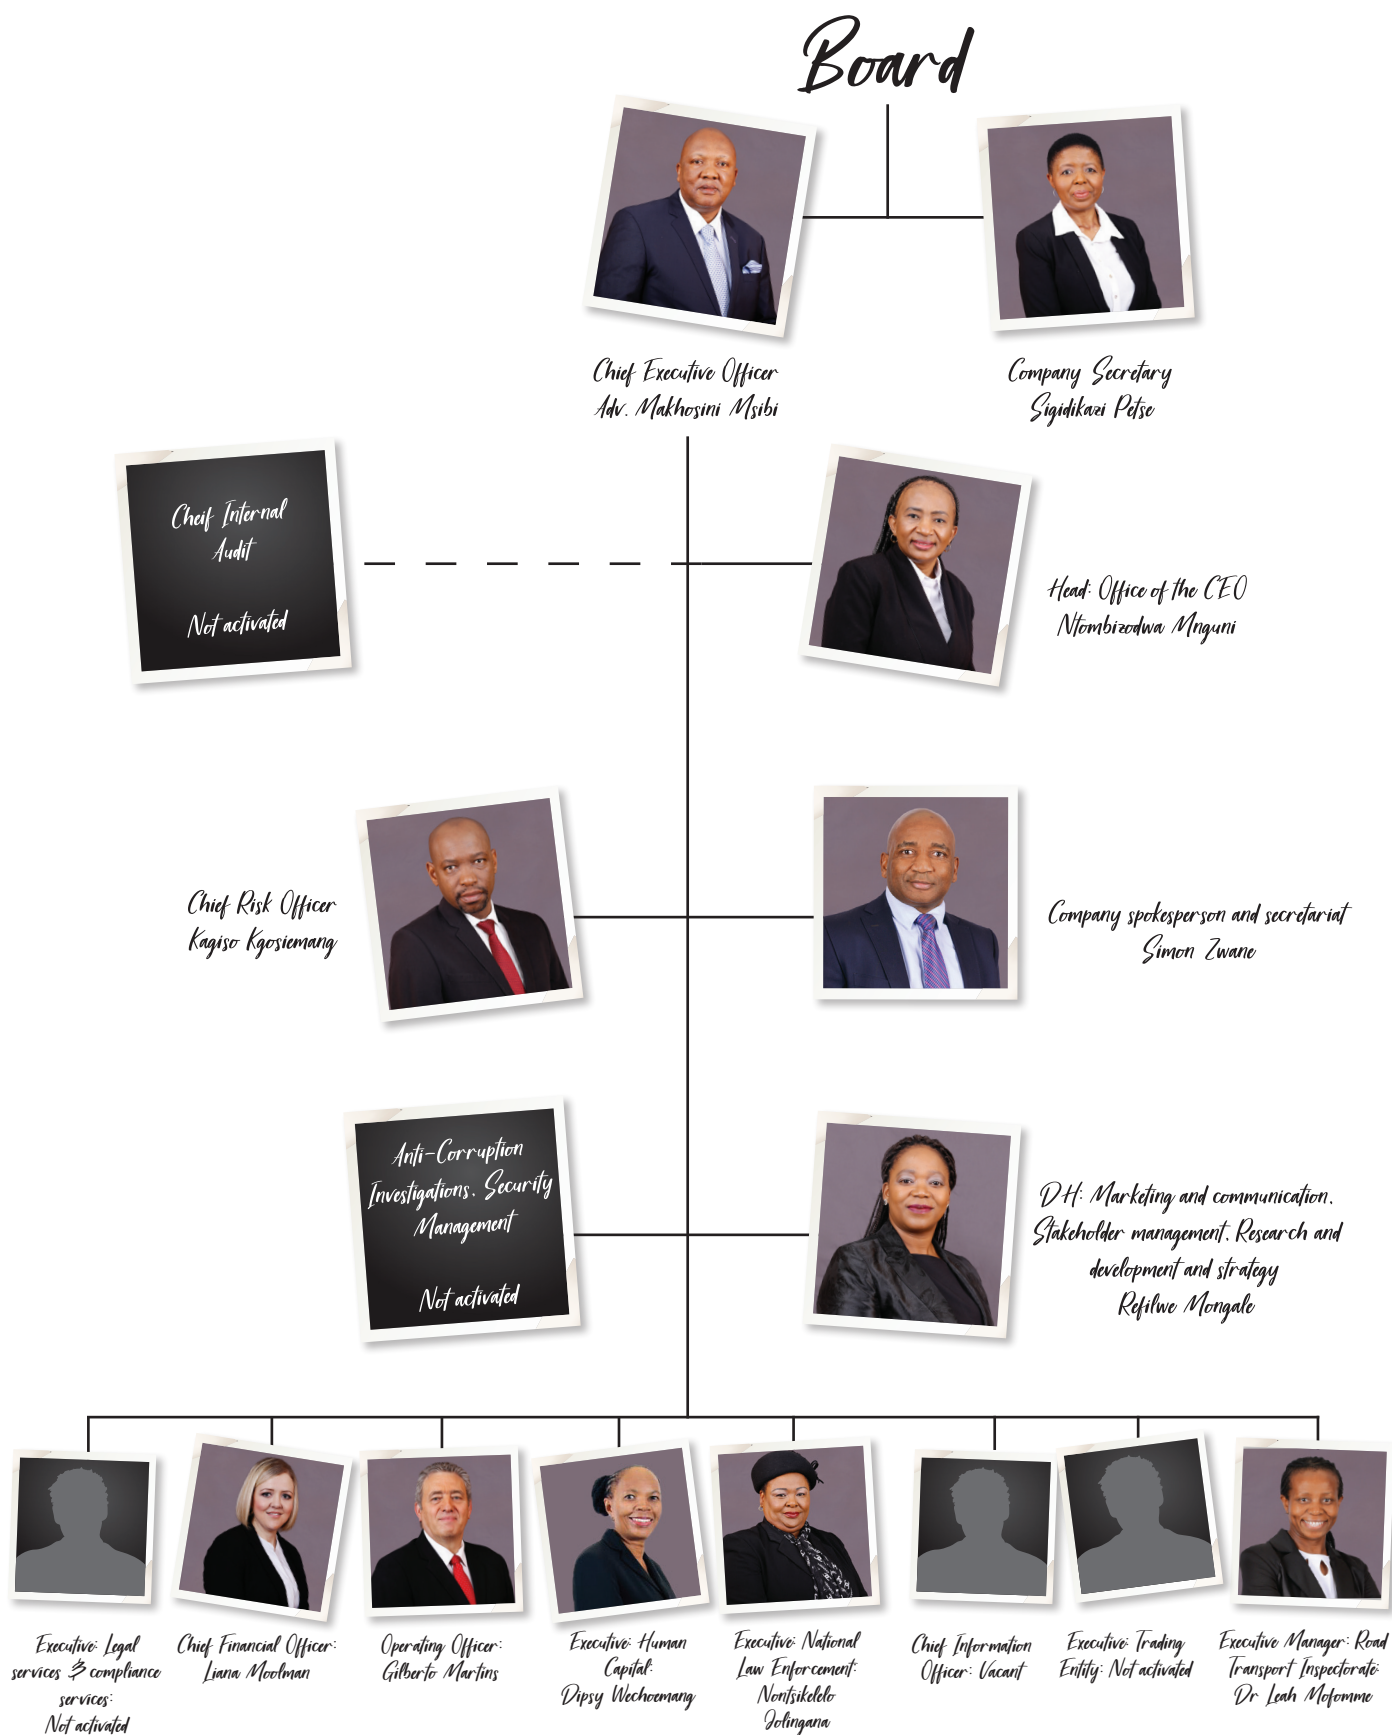 Board
Chief Executive Officer
Adv. Makhosini Msibi
Company Secretary
Sigidikazi Petse
Cheif Internal
Audit
Not activated
Head: Office of the CEO
Ntombizodwa Mnguni
Chief Risk Officer
Kagiso Kgosiemang
Company spokesperson and secretariat
Simon Zwane
Anti-Corruption
Investigations, Security
Management
Not activated
DH: Marketing and communication,
Stakeholder management, Research and
development and strategy
Refilwe Mongale
Executive: Legal
services & compliance
services:
Not activated
Chief Financial Officer:
Liana Moolman
Operating Officer:
Gilberto Martins
Executive: Human
Capital:
Dipsy Wechoemang
Executive: National
Law Enforcement:
Nontsikelelo
Jolingana
Chief Information
Officer: Vacant
Executive: Trading
Entity: Not activated
Executive Manager: Road
Transport Inspectorate:
Dr Leah Mofomme